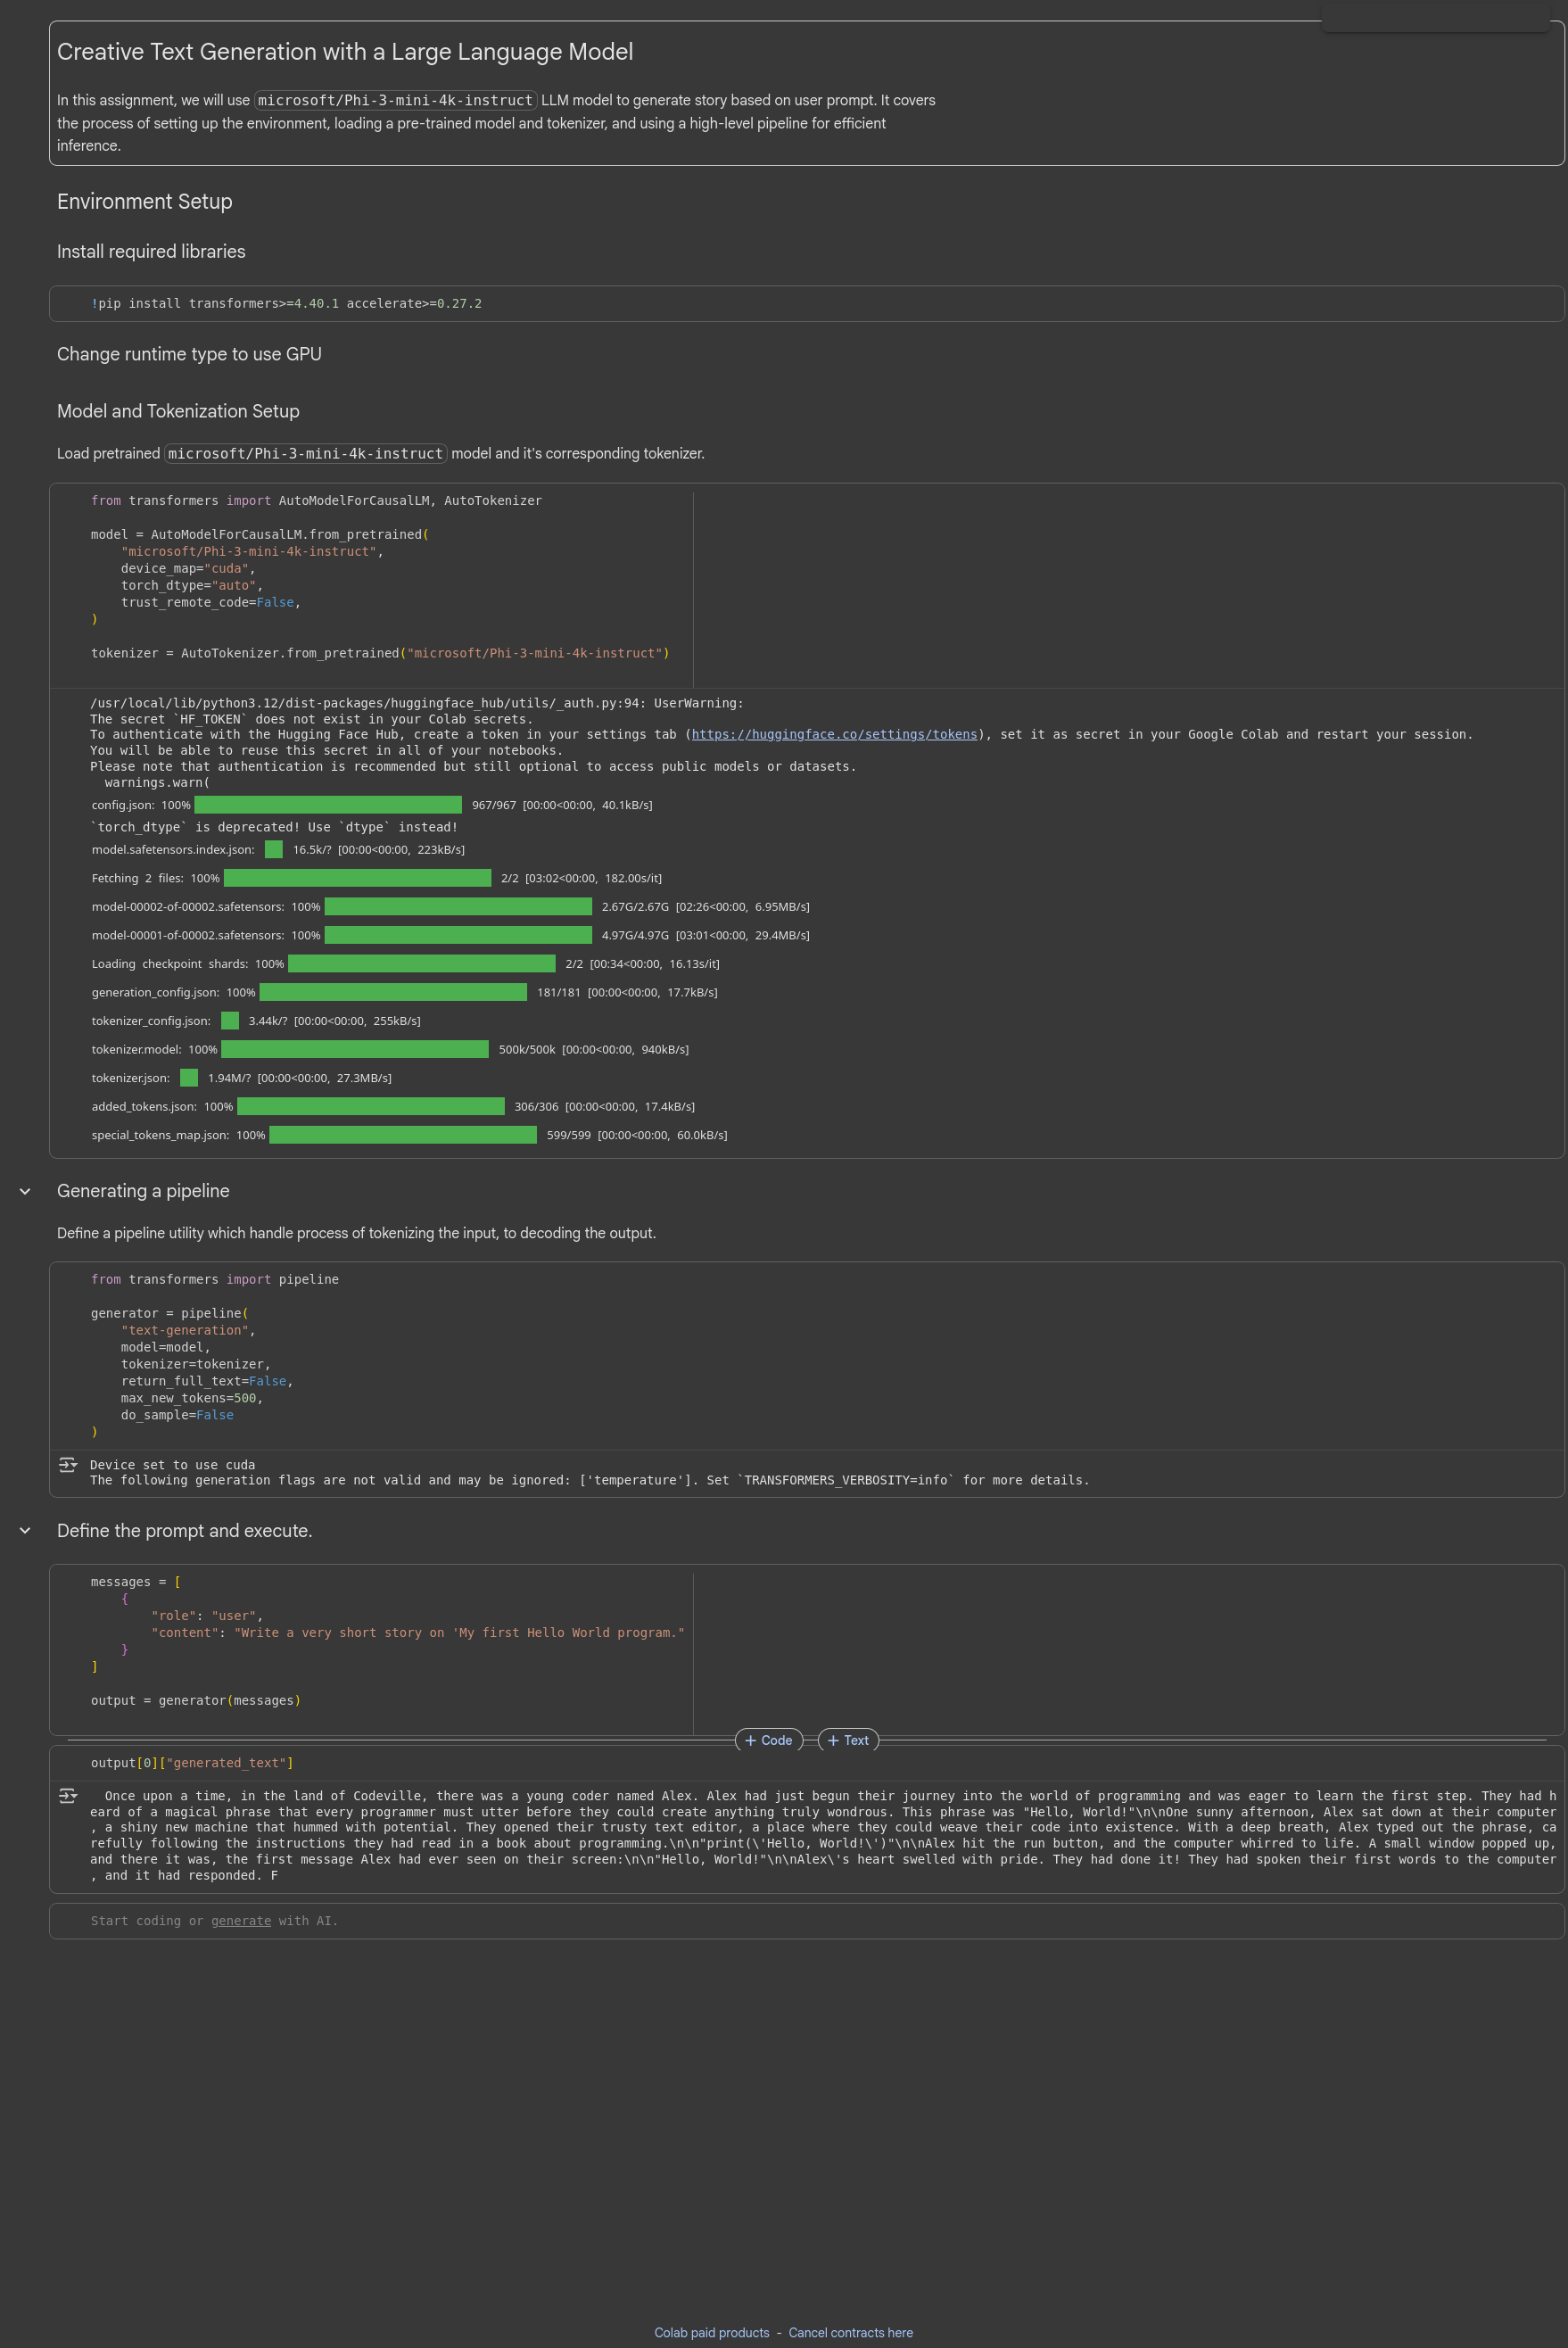 Creative Text Generation with a Large Language Model
In this assignment, we will use microsoft/Phi-3-mini-4k-instruct LLM model to generate story based on user prompt. It covers
the process of setting up the environment, loading a pre-trained model and tokenizer, and using a high-level pipeline for efficient
inference.
Environment Setup
Install required libraries
!pip install transformers>=4.40.1 accelerate>=0.27.2
Change runtime type to use GPU
Model and Tokenization Setup
Load pretrained microsoft/Phi-3-mini-4k-instruct model and it's corresponding tokenizer.
from transformers import AutoModelForCausalLM, AutoTokenizer
model = AutoModelForCausalLM.from_pretrained(
    "microsoft/Phi-3-mini-4k-instruct",
    device_map="cuda",
    torch_dtype="auto",
    trust_remote_code=False,
)
tokenizer = AutoTokenizer.from_pretrained("microsoft/Phi-3-mini-4k-instruct")
/usr/local/lib/python3.12/dist-packages/huggingface_hub/utils/_auth.py:94: UserWarning:
The secret `HF_TOKEN` does not exist in your Colab secrets.
To authenticate with the Hugging Face Hub, create a token in your settings tab (https://huggingface.co/settings/tokens), set it as secret in your Google Colab and restart your session.
You will be able to reuse this secret in all of your notebooks.
Please note that authentication is recommended but still optional to access public models or datasets.
  warnings.warn(
config.json: 100% 967/967 [00:00<00:00, 40.1kB/s]
`torch_dtype` is deprecated! Use `dtype` instead!
model.safetensors.index.json: 16.5k/? [00:00<00:00, 223kB/s]
Fetching 2 files: 100% 2/2 [03:02<00:00, 182.00s/it]
model-00002-of-00002.safetensors: 100% 2.67G/2.67G [02:26<00:00, 6.95MB/s]
model-00001-of-00002.safetensors: 100% 4.97G/4.97G [03:01<00:00, 29.4MB/s]
Loading checkpoint shards: 100% 2/2 [00:34<00:00, 16.13s/it]
generation_config.json: 100% 181/181 [00:00<00:00, 17.7kB/s]
tokenizer_config.json: 3.44k/? [00:00<00:00, 255kB/s]
tokenizer.model: 100% 500k/500k [00:00<00:00, 940kB/s]
tokenizer.json: 1.94M/? [00:00<00:00, 27.3MB/s]
added_tokens.json: 100% 306/306 [00:00<00:00, 17.4kB/s]
special_tokens_map.json: 100% 599/599 [00:00<00:00, 60.0kB/s]
Generating a pipeline
Define a pipeline utility which handle process of tokenizing the input, to decoding the output.
from transformers import pipeline
generator = pipeline(
    "text-generation",
    model=model,
    tokenizer=tokenizer,
    return_full_text=False,
    max_new_tokens=500,
    do_sample=False
)
Device set to use cuda
The following generation flags are not valid and may be ignored: ['temperature']. Set `TRANSFORMERS_VERBOSITY=info` for more details.
Define the prompt and execute.
messages = [
    {
        "role": "user",
        "content": "Write a very short story on 'My first Hello World program."
    }
]
output = generator(messages)
+ Code + Text
output[0]["generated_text"]
  Once upon a time, in the land of Codeville, there was a young coder named Alex. Alex had just begun their journey into the world of programming and was eager to learn the first step. They had h
eard of a magical phrase that every programmer must utter before they could create anything truly wondrous. This phrase was "Hello, World!"\n\nOne sunny afternoon, Alex sat down at their computer
, a shiny new machine that hummed with potential. They opened their trusty text editor, a place where they could weave their code into existence. With a deep breath, Alex typed out the phrase, ca
refully following the instructions they had read in a book about programming.\n\n"print(\'Hello, World!\')"\n\nAlex hit the run button, and the computer whirred to life. A small window popped up,
and there it was, the first message Alex had ever seen on their screen:\n\n"Hello, World!"\n\nAlex\'s heart swelled with pride. They had done it! They had spoken their first words to the computer
, and it had responded. F
Start coding or generate with AI.
Colab paid products - Cancel contracts here